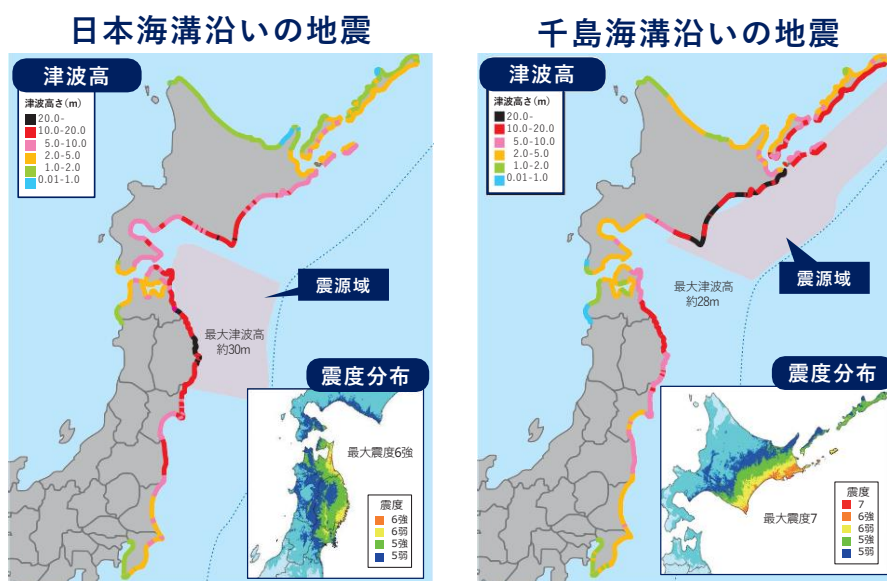 日本海溝沿いの地震
津波高
津波高さ(m)
20.0-
10.0-20.0
5.0-10.0
2.0-5.0
1.0-2.0
0.01-1.0
震源域
最大津波高
約30m
震度分布
最大震度6強
震度
6強
6弱
5強
5弱
千島海溝沿いの地震
津波高
津波高さ(m)
20.0-
10.0-20.0
5.0-10.0
2.0-5.0
1.0-2.0
0.01-1.0
震源域
最大津波高
約28m
震度分布
最大震度7
震度
7
6強
6弱
5強
5弱